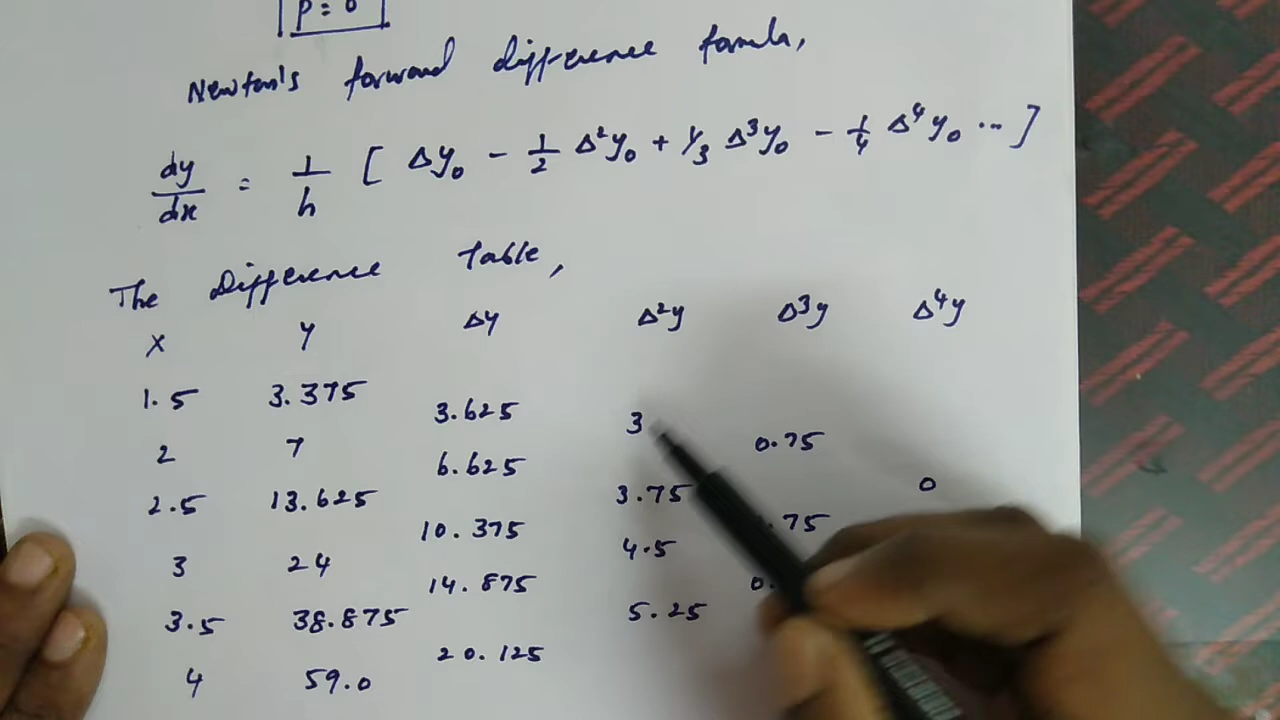 P = 0
Newton's forward difference formula,
dy/dx = 1/h [ Δy₀ - 1/2 Δ²y₀ + 1/3 Δ³y₀ - 1/4 Δ⁴y₀ ... ]
The Difference table,
x y Δy Δ²y Δ³y Δ⁴y
1.5 3.375
3.625
2 7 3
6.625 0.75
2.5 13.625 3.75 0
10.375 .75
3 24 4.5
14.875 0.
3.5 38.875 5.25
20.125
4 59.0